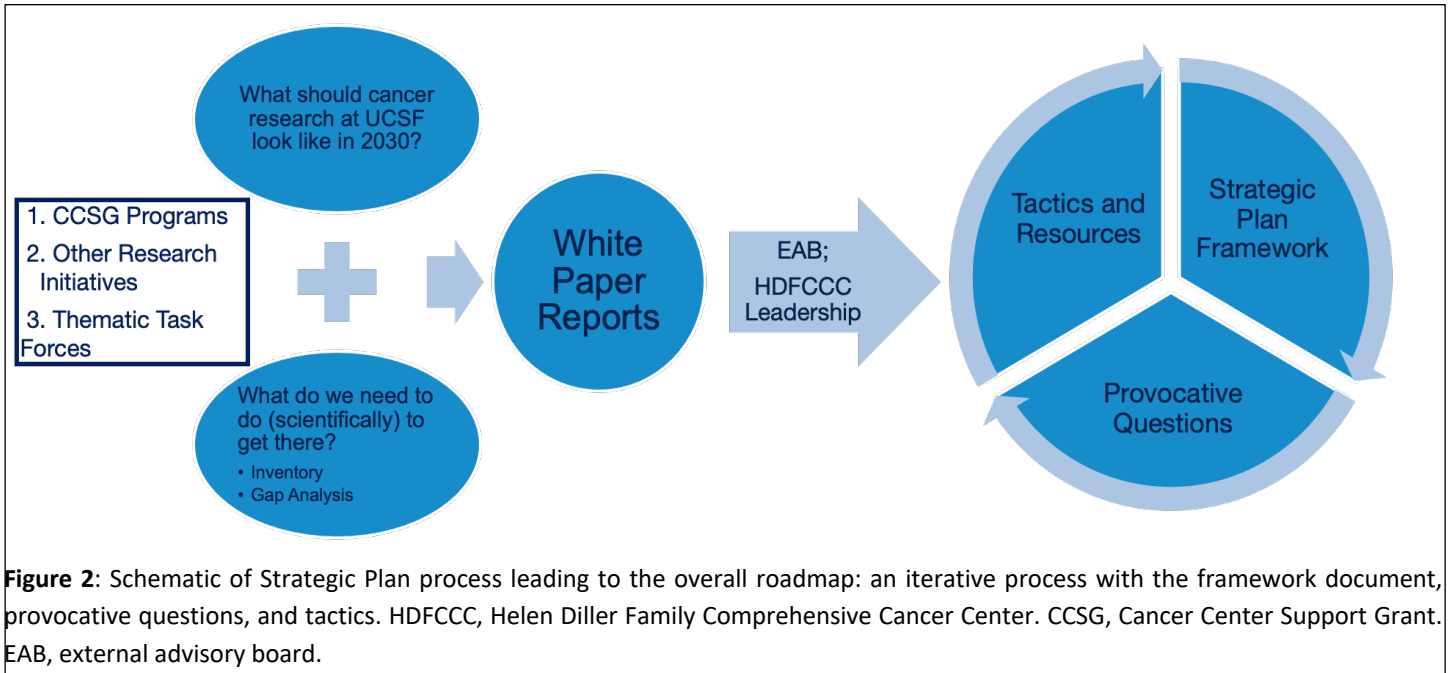 What should cancer
research at UCSF
look like in 2030?
1. CCSG Programs
2. Other Research
Initiatives
3. Thematic Task
Forces
What do we need to
do (scientifically) to
get there?
• Inventory
• Gap Analysis
White
Paper
Reports
EAB;
HDFCCC
Leadership
Tactics and
Resources
Strategic
Plan
Framework
Provocative
Questions
Figure 2: Schematic of Strategic Plan process leading to the overall roadmap: an iterative process with the framework document,
provocative questions, and tactics. HDFCCC, Helen Diller Family Comprehensive Cancer Center. CCSG, Cancer Center Support Grant.
EAB, external advisory board.